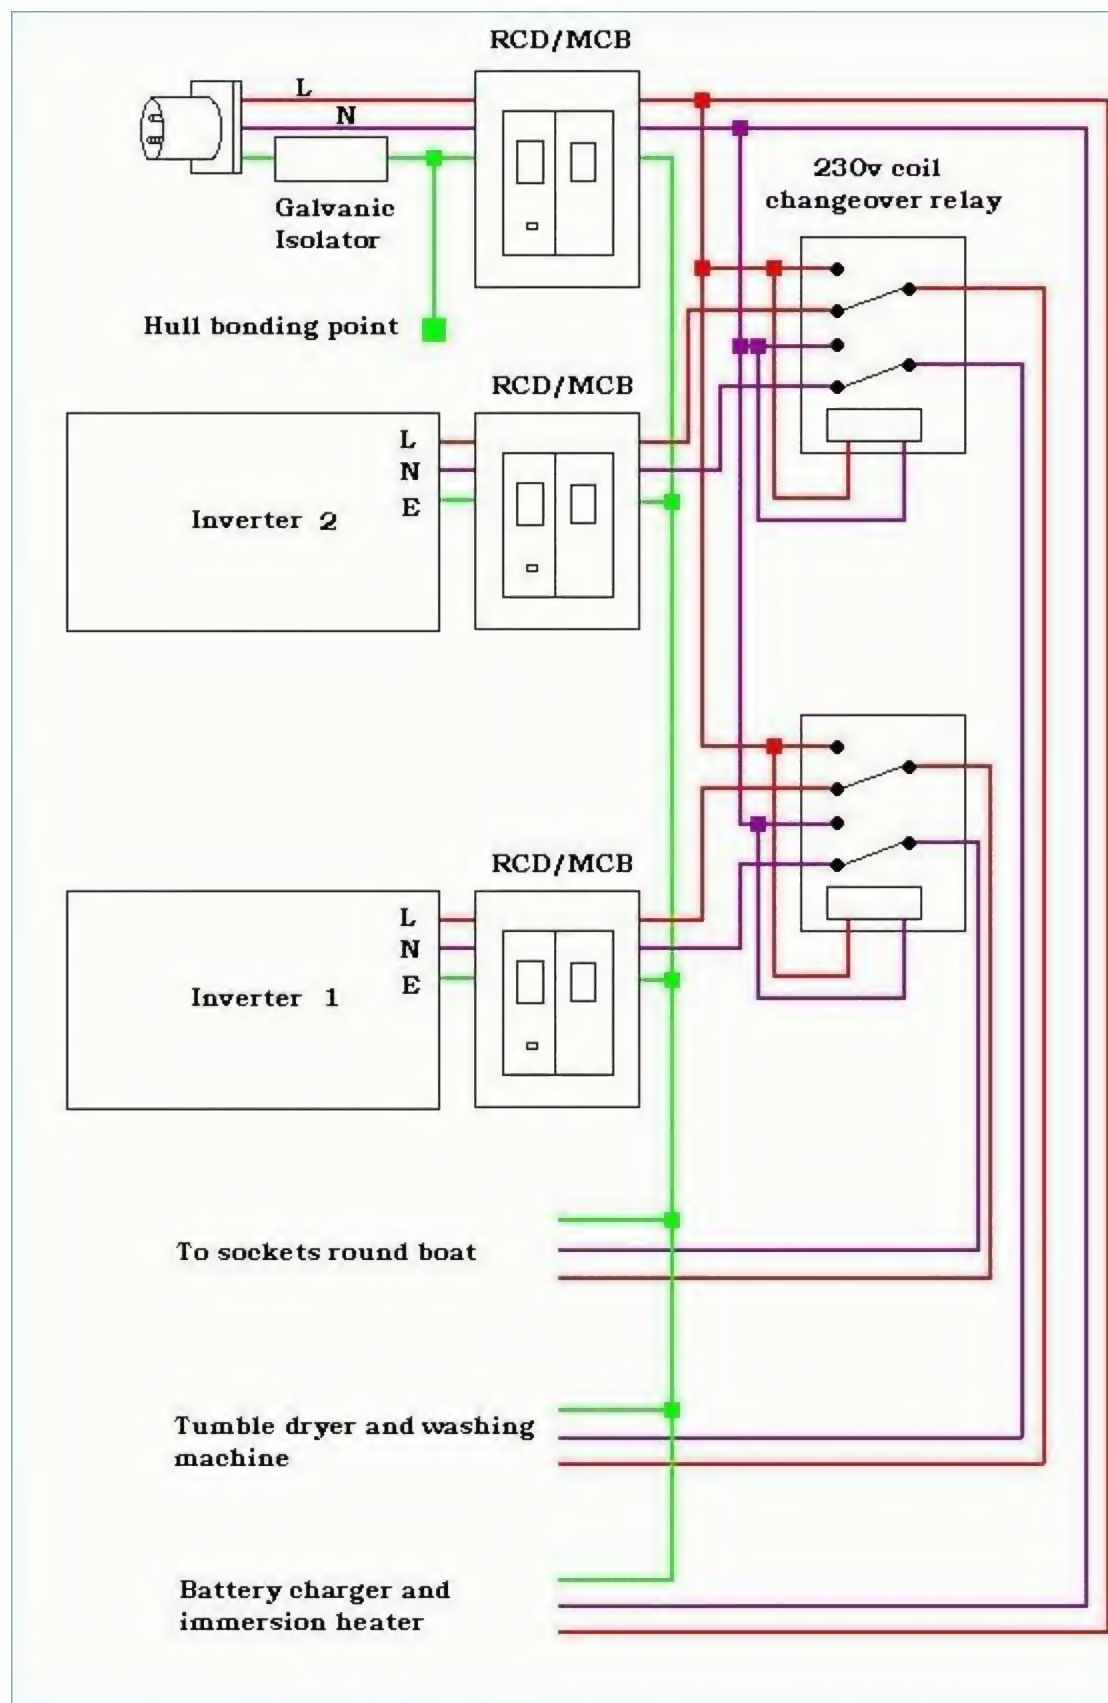 RCD/MCB
L
N
230v coil
changeover relay
Galvanic
Isolator
Hull bonding point
RCD/MCB
L
N
E
Inverter 2
RCD/MCB
L
N
E
Inverter 1
To sockets round boat
Tumble dryer and washing
machine
Battery charger and
immersion heater